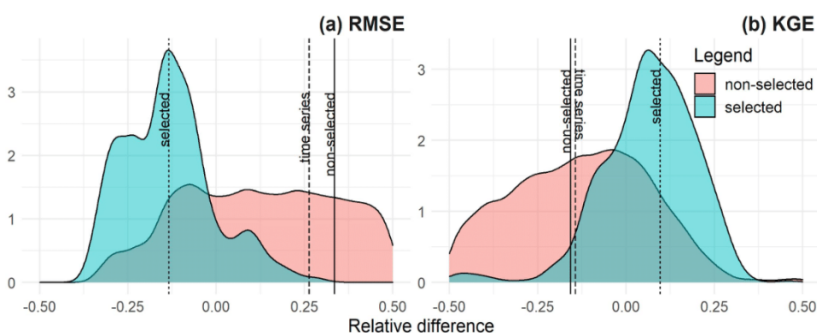 (a) RMSE
(b) KGE
3
2
1
0
selected
time series
non-selected
-0.50
-0.25
0.00
0.25
0.50
3
2
1
0
non-selected
time series
selected
Legend
non-selected
selected
-0.50
-0.25
0.00
0.25
0.50
Relative difference